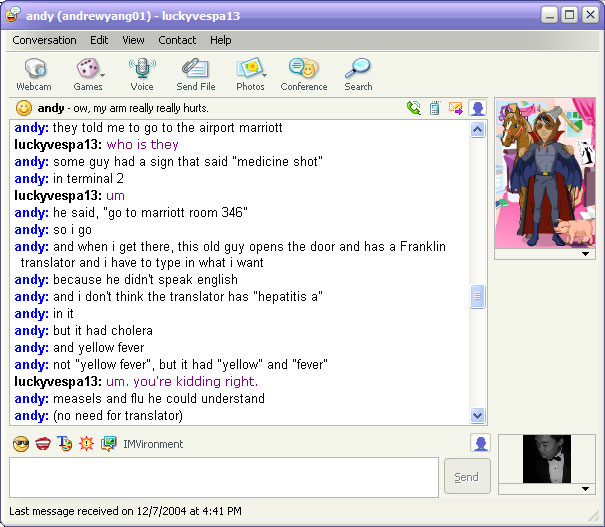 andy (andrewyang01) - luckyvespa13
Conversation Edit View Contact Help
Webcam Games Voice Send File Photos Conference Search
andy - ow, my arm really really hurts.
andy: they told me to go to the airport marriott
luckyvespa13: who is they
andy: some guy had a sign that said "medicine shot"
andy: in terminal 2
luckyvespa13: um
andy: he said, "go to marriott room 346"
andy: so i go
andy: and when i get there, this old guy opens the door and has a Franklin
translator and i have to type in what i want
andy: because he didn't speak english
andy: and i don't think the translator has "hepatitis a"
andy: in it
andy: but it had cholera
andy: and yellow fever
andy: not "yellow fever", but it had "yellow" and "fever"
luckyvespa13: um. you're kidding right.
andy: measels and flu he could understand
andy: (no need for translator)
IMVironment
Send
Last message received on 12/7/2004 at 4:41 PM